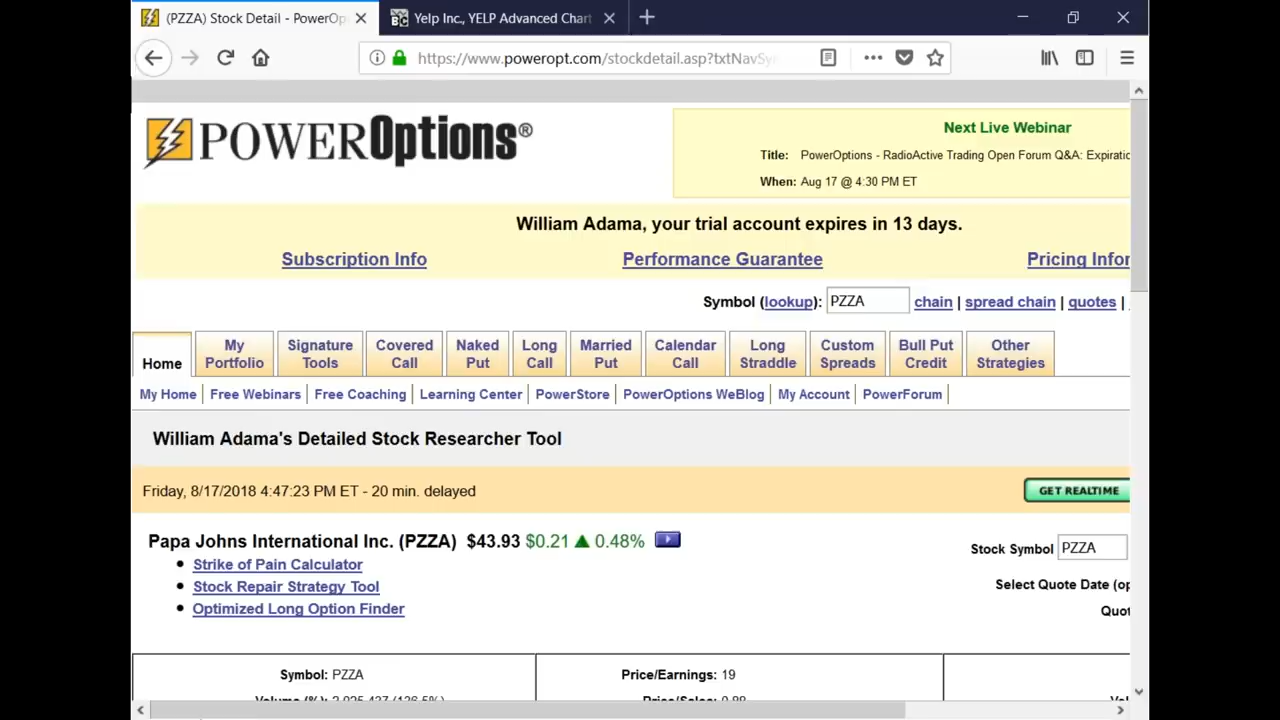 (PZZA) Stock Detail - PowerOp
Yelp Inc., YELP Advanced Chart
https://www.poweropt.com/stockdetail.asp?txtNavSy
POWEROptions®
Next Live Webinar
Title: PowerOptions - RadioActive Trading Open Forum Q&A: Expiratio
When: Aug 17 @ 4:30 PM ET
William Adama, your trial account expires in 13 days.
Subscription Info Performance Guarantee Pricing Infor
Symbol (lookup): PZZA chain | spread chain | quotes |
Home
My Portfolio
Signature Tools
Covered Call
Naked Put
Long Call
Married Put
Calendar Call
Long Straddle
Custom Spreads
Bull Put Credit
Other Strategies
My Home | Free Webinars | Free Coaching | Learning Center | PowerStore | PowerOptions WeBlog | My Account | PowerForum |
William Adama's Detailed Stock Researcher Tool
Friday, 8/17/2018 4:47:23 PM ET - 20 min. delayed GET REALTIME
Papa Johns International Inc. (PZZA) $43.93 $0.21 ▲ 0.48%
Stock Symbol PZZA
• Strike of Pain Calculator
• Stock Repair Strategy Tool
Select Quote Date (op
• Optimized Long Option Finder
Quot
Symbol: PZZA Price/Earnings: 19